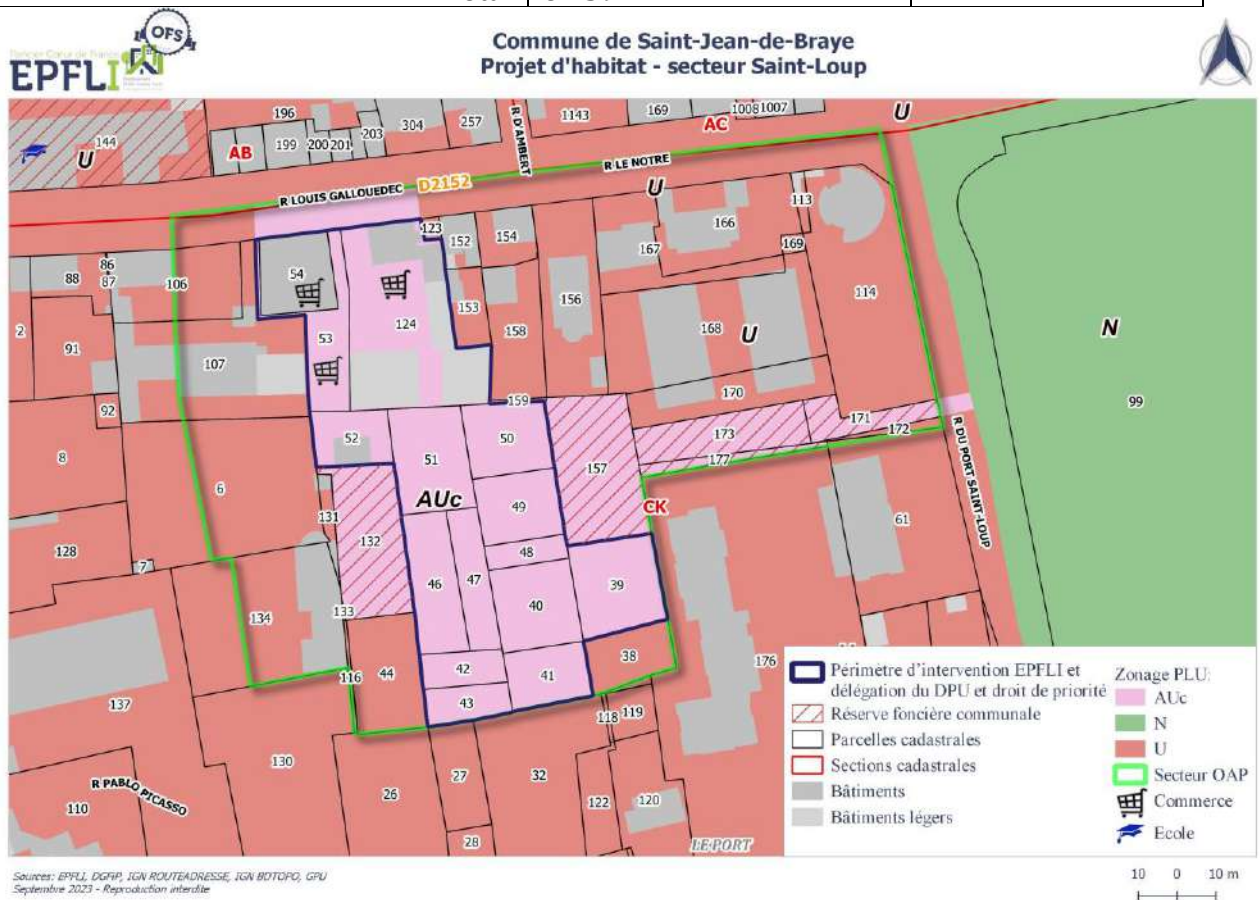 OFS
Foncier Cœur de France
EPFLI
Commune de Saint-Jean-de-Braye
Projet d'habitat - secteur Saint-Loup
196
144
U
AB
199
200
201
203
304
257
R D'AMBERT
1143
169
1008
1007
AC
U
R LOUIS GALLOUEDEC
D2152
R LE NOTRE
U
88
86
87
106
54
123
152
154
167
166
113
169
2
91
107
53
124
153
158
156
168
U
114
N
99
92
8
6
52
51
159
50
157
170
173
171
172
177
R DU PORT SAINT-LOUP
CK
AUc
49
48
128
7
131
132
46
47
40
39
61
134
133
116
44
42
43
41
38
176
137
130
26
27
32
118
119
122
120
28
110
R PABLO PICASSO
LE PORT
Périmètre d'intervention EPFLI et
délégation du DPU et droit de priorité
Réserve foncière communale
Parcelles cadastrales
Sections cadastrales
Bâtiments
Bâtiments légers
Zonage PLU:
AUc
N
U
Secteur OAP
Commerce
Ecole
Sources: EPFLI, DGFIP, IGN ROUTEADRESSE, IGN BDTOPO, GPU
Septembre 2023 - Reproduction interdite
10 0 10 m